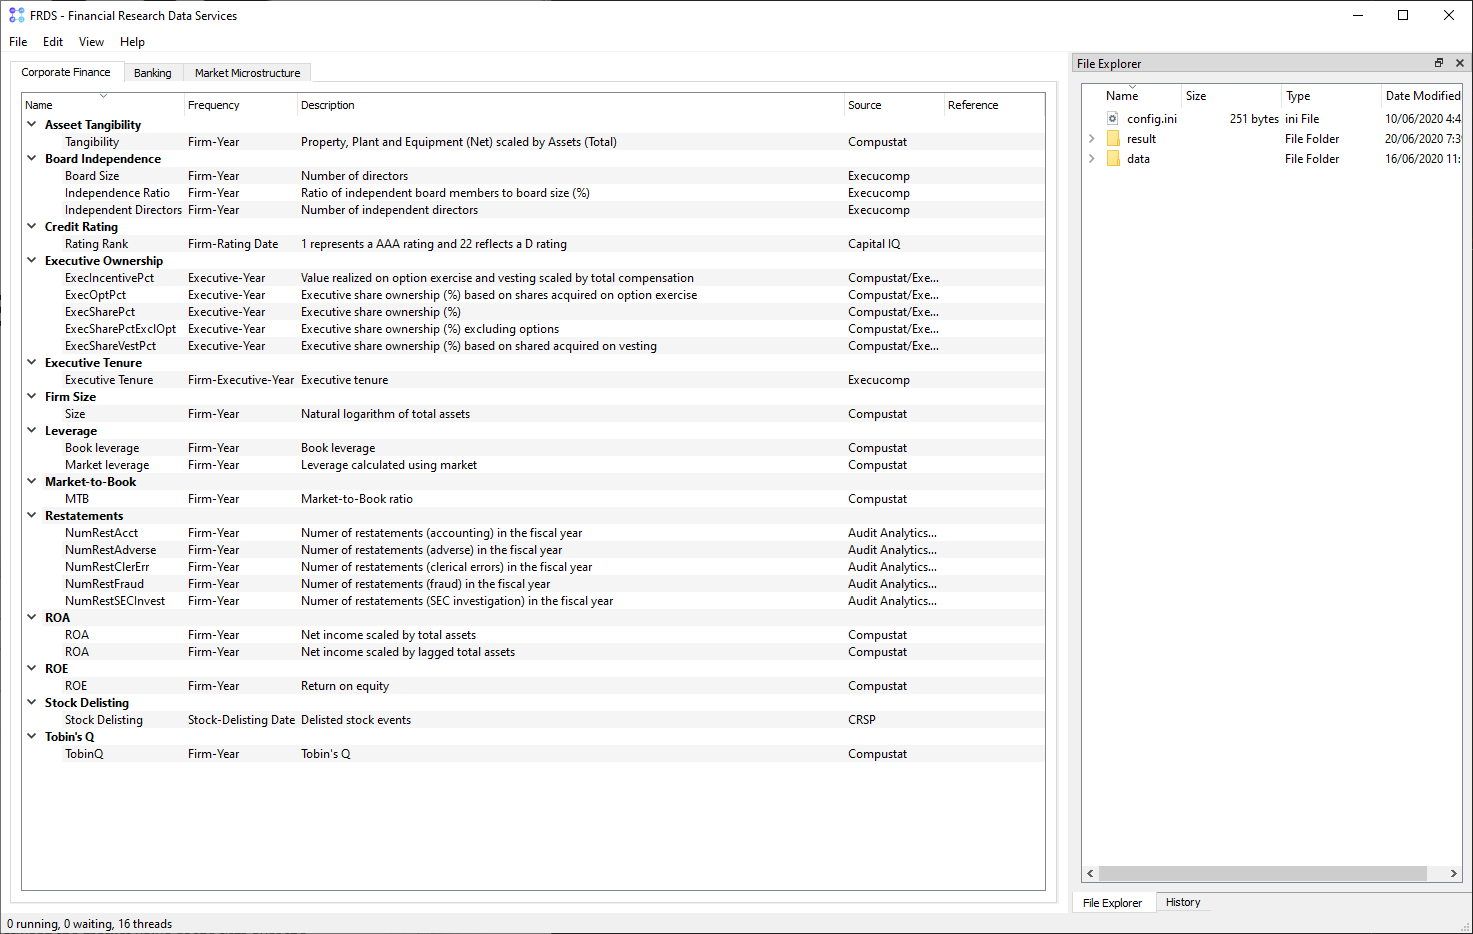 FRDS - Financial Research Data Services
File Edit View Help
Corporate Finance Banking Market Microstructure
Name Frequency Description Source Reference
Asseet Tangibility
Tangibility Firm-Year Property, Plant and Equipment (Net) scaled by Assets (Total) Compustat
Board Independence
Board Size Firm-Year Number of directors Execucomp
Independence Ratio Firm-Year Ratio of independent board members to board size (%) Execucomp
Independent Directors Firm-Year Number of independent directors Execucomp
Credit Rating
Rating Rank Firm-Rating Date 1 represents a AAA rating and 22 reflects a D rating Capital IQ
Executive Ownership
ExecIncentivePct Executive-Year Value realized on option exercise and vesting scaled by total compensation Compustat/Exe...
ExecOptPct Executive-Year Executive share ownership (%) based on shares acquired on option exercise Compustat/Exe...
ExecSharePct Executive-Year Executive share ownership (%) Compustat/Exe...
ExecSharePctExclOpt Executive-Year Executive share ownership (%) excluding options Compustat/Exe...
ExecShareVestPct Executive-Year Executive share ownership (%) based on shared acquired on vesting Compustat/Exe...
Executive Tenure
Executive Tenure Firm-Executive-Year Executive tenure Execucomp
Firm Size
Size Firm-Year Natural logarithm of total assets Compustat
Leverage
Book leverage Firm-Year Book leverage Compustat
Market leverage Firm-Year Leverage calculated using market Compustat
Market-to-Book
MTB Firm-Year Market-to-Book ratio Compustat
Restatements
NumRestAcct Firm-Year Numer of restatements (accounting) in the fiscal year Audit Analytics...
NumRestAdverse Firm-Year Numer of restatements (adverse) in the fiscal year Audit Analytics...
NumRestClerErr Firm-Year Numer of restatements (clerical errors) in the fiscal year Audit Analytics...
NumRestFraud Firm-Year Numer of restatements (fraud) in the fiscal year Audit Analytics...
NumRestSECInvest Firm-Year Numer of restatements (SEC investigation) in the fiscal year Audit Analytics...
ROA
ROA Firm-Year Net income scaled by total assets Compustat
ROA Firm-Year Net income scaled by lagged total assets Compustat
ROE
ROE Firm-Year Return on equity Compustat
Stock Delisting
Stock Delisting Stock-Delisting Date Delisted stock events CRSP
Tobin's Q
TobinQ Firm-Year Tobin's Q Compustat
File Explorer
Name Size Type Date Modified
config.ini 251 bytes ini File 10/06/2020 4:4
result File Folder 20/06/2020 7:3
data File Folder 16/06/2020 11:
File Explorer History
0 running, 0 waiting, 16 threads